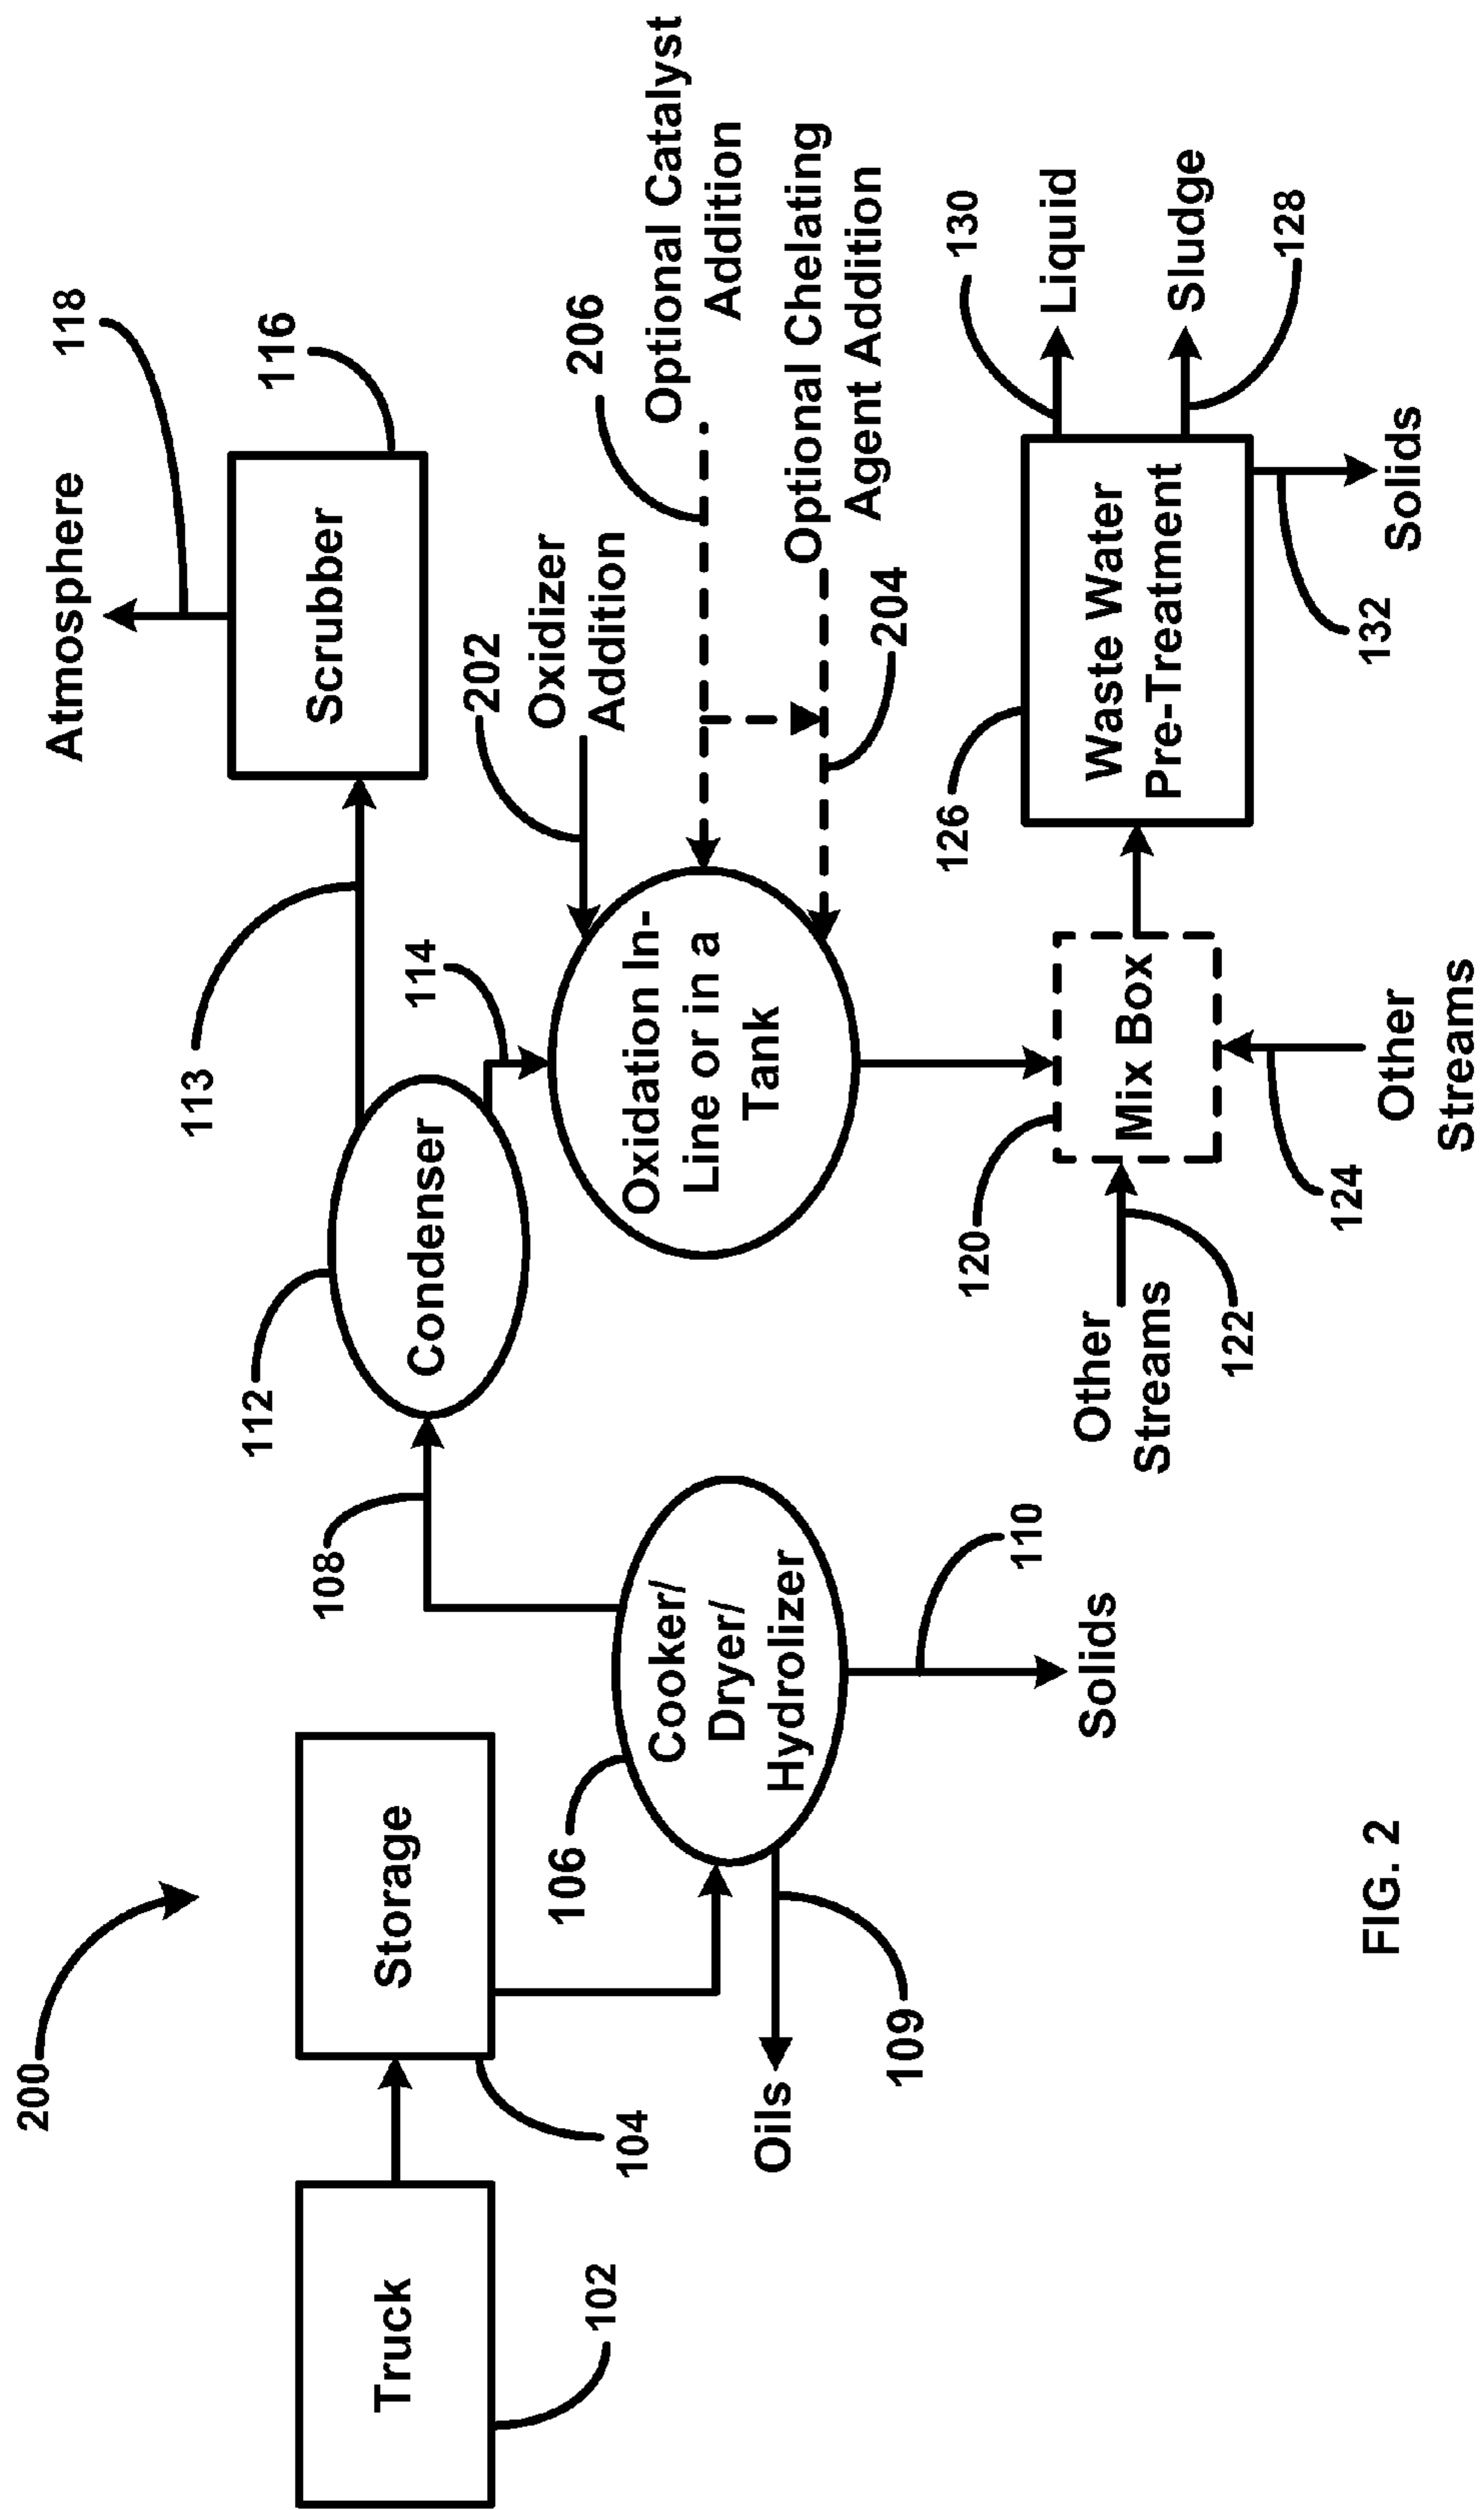 200
Truck
102
Storage
104
Cooker/
Dryer/
Hydrolizer
106
Oils
109
Solids
110
108
Condenser
112
113
114
Scrubber
116
Atmosphere
118
Oxidation In-
Line or in a
Tank
202
Oxidizer
Addition
206
Optional Catalyst
Addition
Optional Chelating
Agent Addition
204
Mix Box
120
Other
Streams
122
Other
Streams
124
Waste Water
Pre-Treatment
126
130
Liquid
Sludge
128
Solids
132
FIG. 2